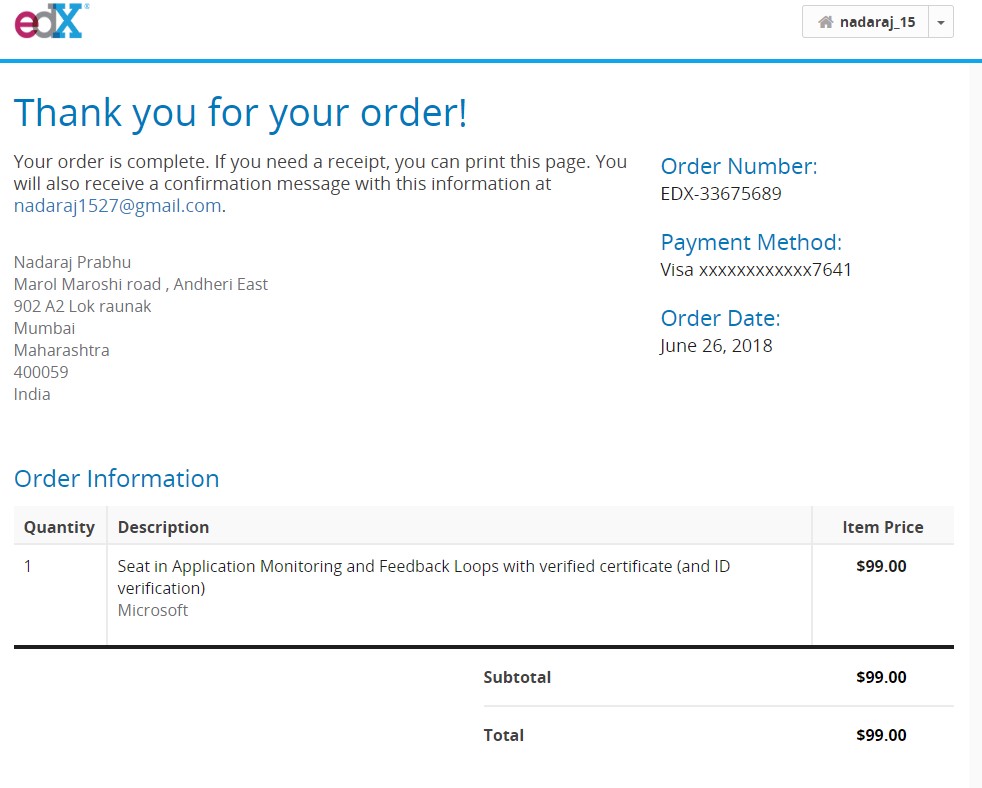 edX®
nadaraj_15
Thank you for your order!
Your order is complete. If you need a receipt, you can print this page. You
will also receive a confirmation message with this information at
nadaraj1527@gmail.com.
Nadaraj Prabhu
Marol Maroshi road , Andheri East
902 A2 Lok raunak
Mumbai
Maharashtra
400059
India
Order Number:
EDX-33675689
Payment Method:
Visa xxxxxxxxxxxx7641
Order Date:
June 26, 2018
Order Information
Quantity Description Item Price
1 Seat in Application Monitoring and Feedback Loops with verified certificate (and ID $99.00
verification)
Microsoft
Subtotal $99.00
Total $99.00